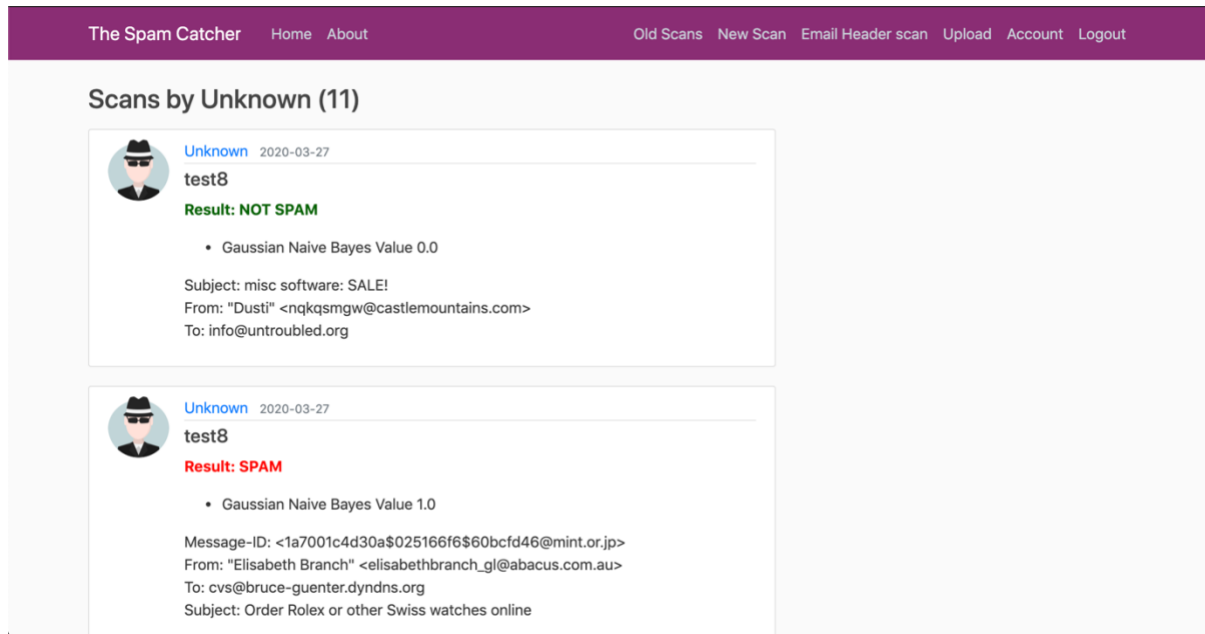 The Spam Catcher Home About Old Scans New Scan Email Header scan Upload Account Logout
Scans by Unknown (11)
Unknown 2020-03-27
test8
Result: NOT SPAM
• Gaussian Naive Bayes Value 0.0
Subject: misc software: SALE!
From: "Dusti" <nqkqsmgw@castlemountains.com>
To: info@untroubled.org
Unknown 2020-03-27
test8
Result: SPAM
• Gaussian Naive Bayes Value 1.0
Message-ID: <1a7001c4d30a$025166f6$60bcfd46@mint.or.jp>
From: "Elisabeth Branch" <elisabethbranch_gl@abacus.com.au>
To: cvs@bruce-guenter.dyndns.org
Subject: Order Rolex or other Swiss watches online